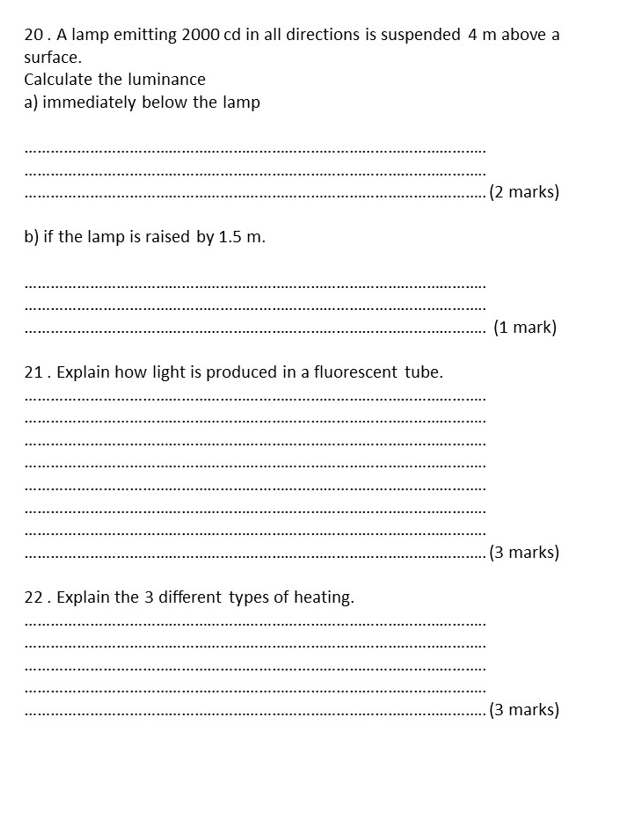 20 . A lamp emitting 2000 cd in all directions is suspended 4 m above a
surface.
Calculate the luminance
a) immediately below the lamp
................................................................................................
................................................................................................
................................................................................................ (2 marks)
b) if the lamp is raised by 1.5 m.
................................................................................................
................................................................................................
................................................................................................ (1 mark)
21 . Explain how light is produced in a fluorescent tube.
................................................................................................
................................................................................................
................................................................................................
................................................................................................
................................................................................................
................................................................................................
................................................................................................
................................................................................................ (3 marks)
22 . Explain the 3 different types of heating.
................................................................................................
................................................................................................
................................................................................................
................................................................................................
................................................................................................ (3 marks)